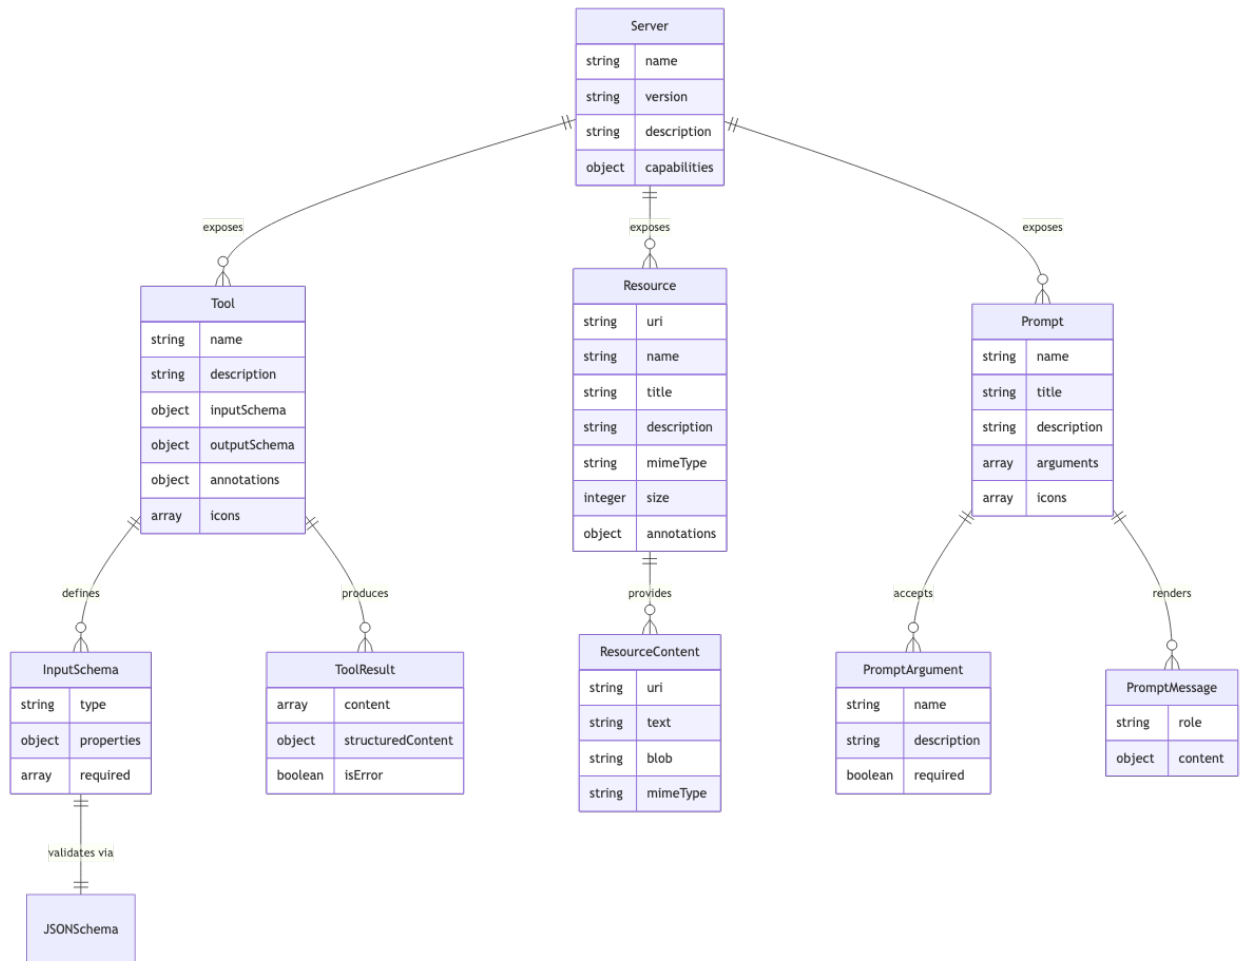 Server
string name
string version
string description
object capabilities
exposes
exposes
exposes
Tool
string name
string description
object inputSchema
object outputSchema
object annotations
array icons
Resource
string uri
string name
string title
string description
string mimeType
integer size
object annotations
Prompt
string name
string title
string description
array arguments
array icons
defines
produces
provides
accepts
renders
InputSchema
string type
object properties
array required
ToolResult
array content
object structuredContent
boolean isError
ResourceContent
string uri
string text
string blob
string mimeType
PromptArgument
string name
string description
boolean required
PromptMessage
string role
object content
validates via
JSONSchema